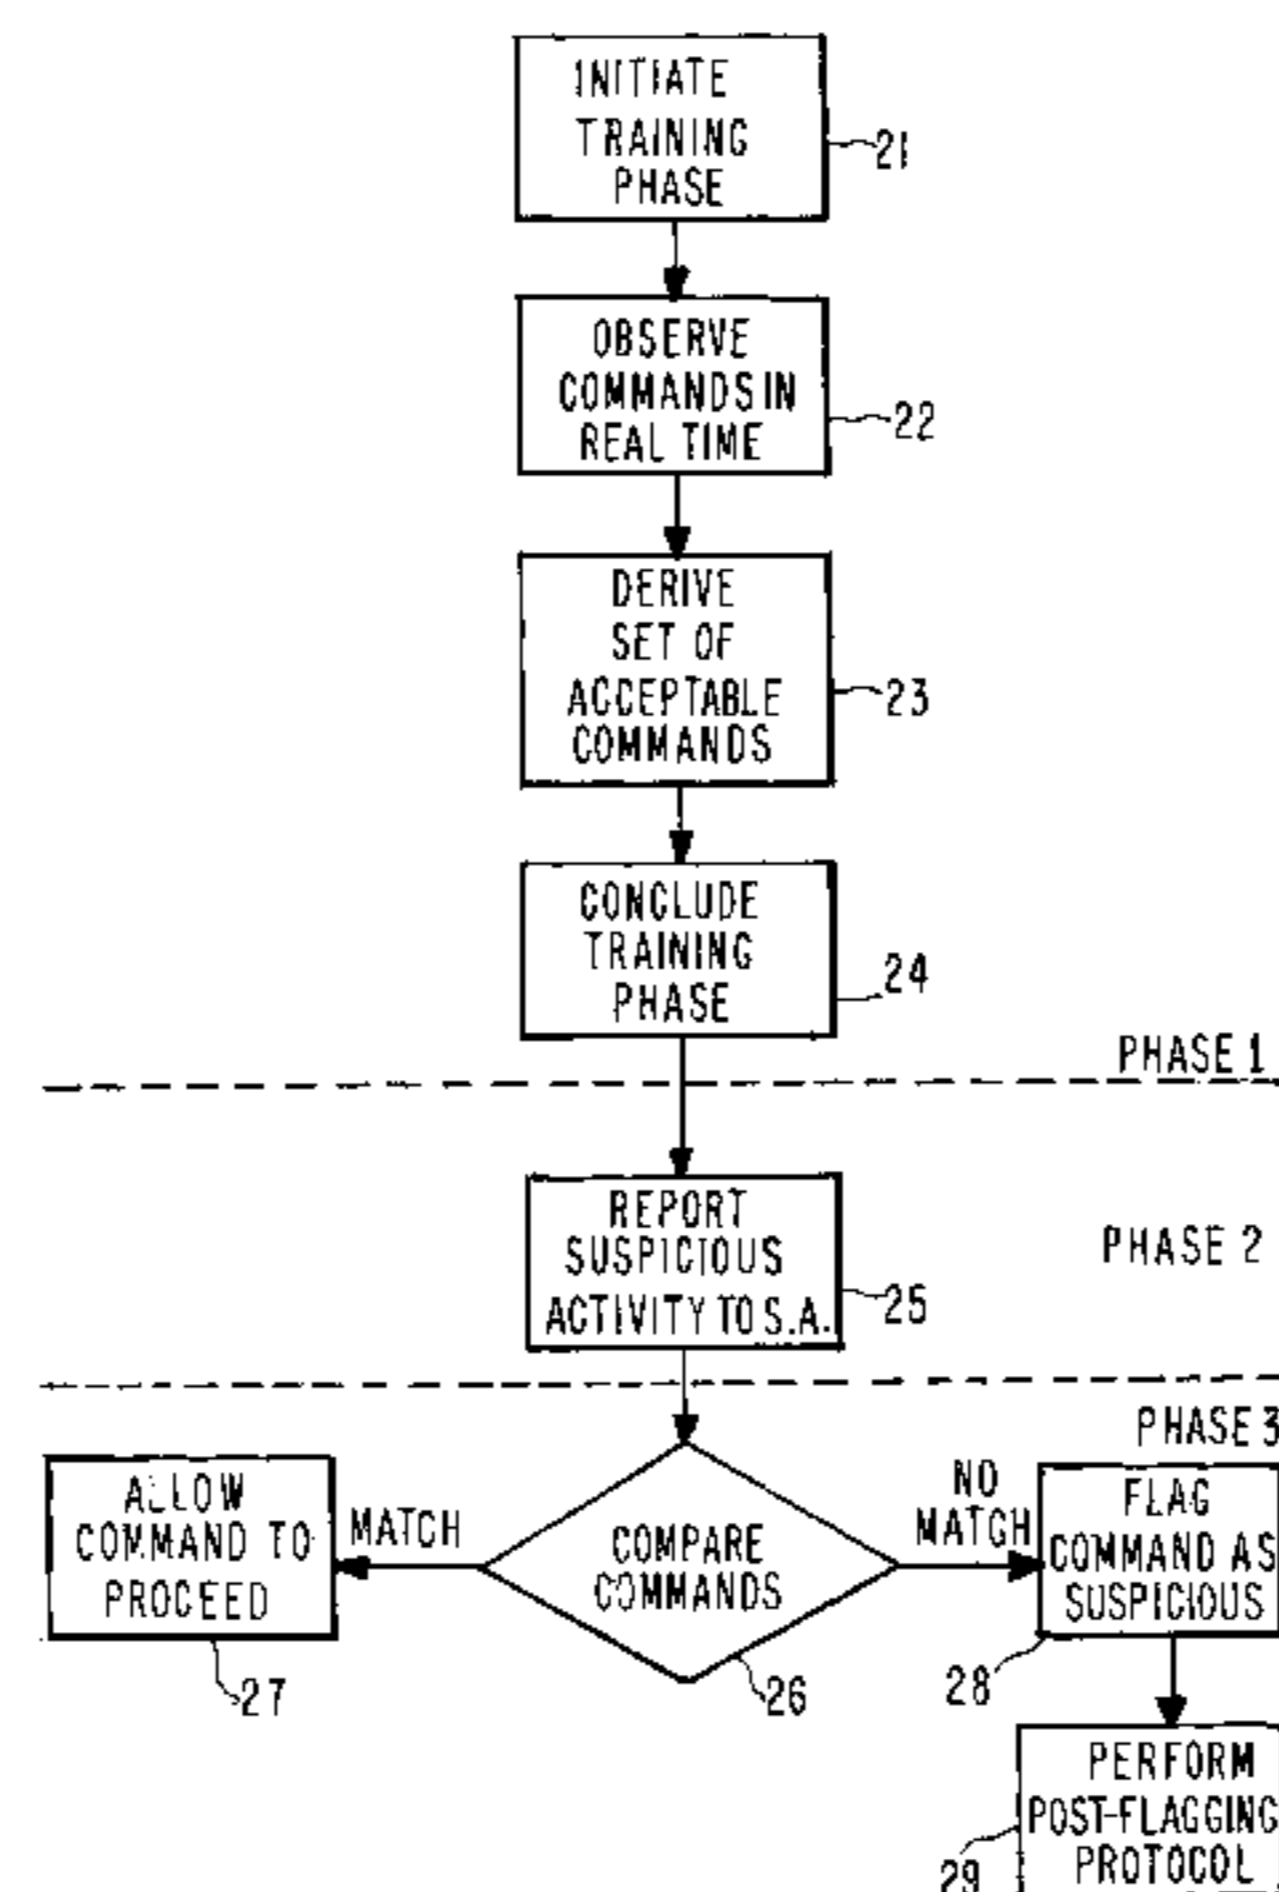 INITIATE
TRAINING
PHASE
21
OBSERVE
COMMANDS IN
REAL TIME
22
DERIVE
SET OF
ACCEPTABLE
COMMANDS
23
CONCLUDE
TRAINING
PHASE
24
PHASE 1
REPORT
SUSPICIOUS
ACTIVITY TO S.A.
25
PHASE 2
PHASE 3
ALLOW
COMMAND TO
PROCEED
27
MATCH
COMPARE
COMMANDS
26
NO
MATCH
FLAG
COMMAND AS
SUSPICIOUS
28
PERFORM
POST-FLAGGING
PROTOCOL
29